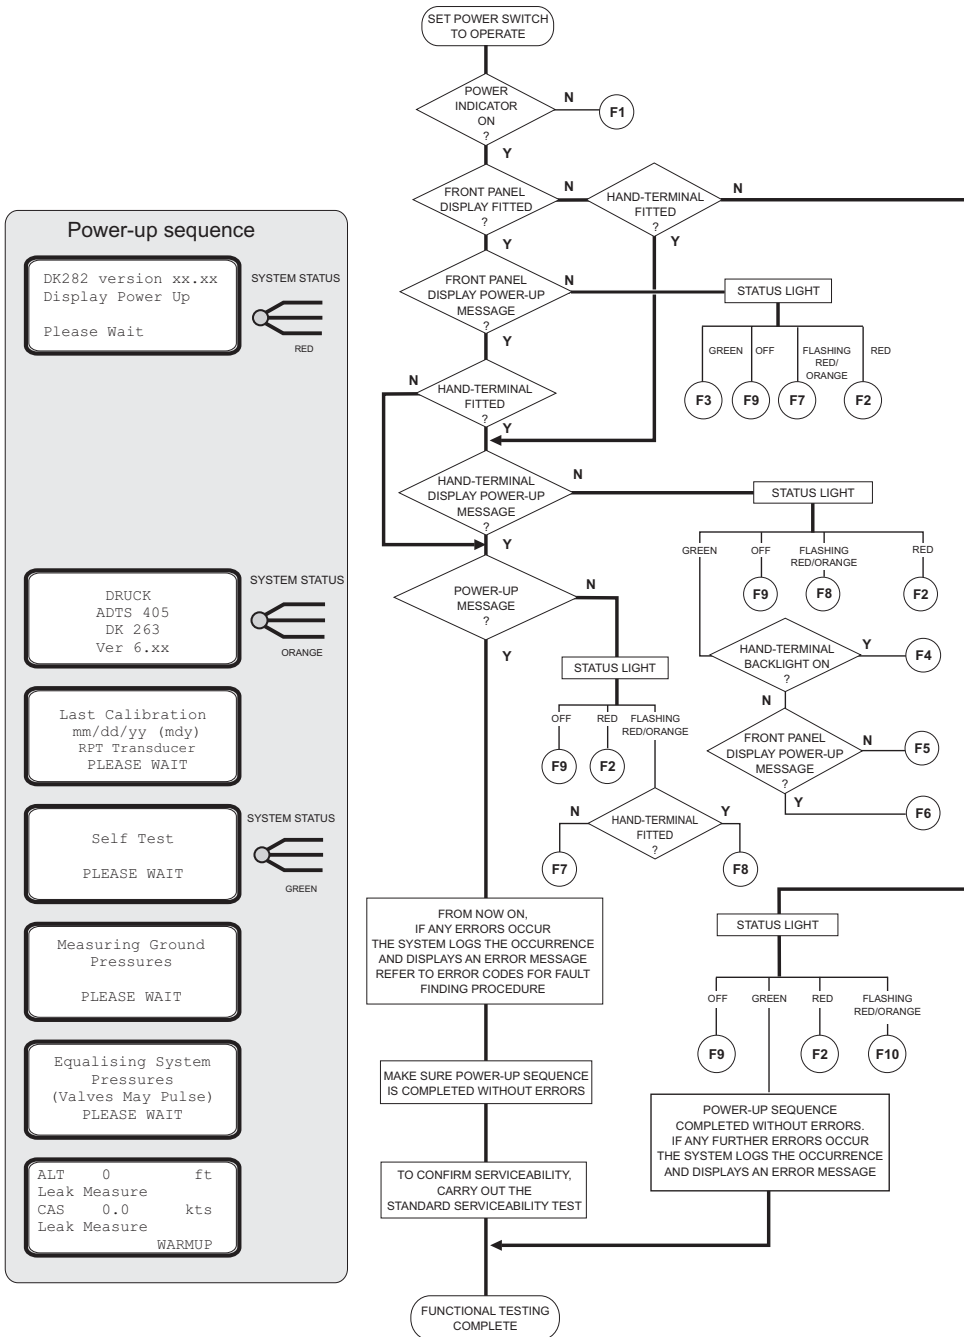 SET POWER SWITCH
TO OPERATE
POWER
INDICATOR
ON
?
N
F1
Y
FRONT PANEL
DISPLAY FITTED
?
N
HAND-TERMINAL
FITTED
?
N
Y
Y
FRONT PANEL
DISPLAY POWER-UP
MESSAGE
?
N
STATUS LIGHT
GREEN
OFF
FLASHING
RED/
ORANGE
RED
F3
F9
F7
F2
Y
HAND-TERMINAL
FITTED
?
N
Y
HAND-TERMINAL
DISPLAY POWER-UP
MESSAGE
?
N
STATUS LIGHT
GREEN
OFF
FLASHING
RED/ORANGE
RED
F9
F8
F2
HAND-TERMINAL
BACKLIGHT ON
?
Y
F4
N
FRONT PANEL
DISPLAY POWER-UP
MESSAGE
?
N
F5
Y
F6
Y
POWER-UP
MESSAGE
?
N
STATUS LIGHT
OFF
RED
FLASHING
RED/ORANGE
F9
F2
HAND-TERMINAL
FITTED
?
N
Y
F7
F8
Y
FROM NOW ON,
IF ANY ERRORS OCCUR
THE SYSTEM LOGS THE OCCURRENCE
AND DISPLAYS AN ERROR MESSAGE
REFER TO ERROR CODES FOR FAULT
FINDING PROCEDURE
MAKE SURE POWER-UP SEQUENCE
IS COMPLETED WITHOUT ERRORS
TO CONFIRM SERVICEABILITY,
CARRY OUT THE
STANDARD SERVICEABILITY TEST
STATUS LIGHT
OFF
GREEN
RED
FLASHING
RED/ORANGE
F9
F2
F10
POWER-UP SEQUENCE
COMPLETED WITHOUT ERRORS.
IF ANY FURTHER ERRORS OCCUR
THE SYSTEM LOGS THE OCCURRENCE
AND DISPLAYS AN ERROR MESSAGE
FUNCTIONAL TESTING
COMPLETE
Power-up sequence
DK282 version xx.xx
Display Power Up
Please Wait
SYSTEM STATUS
RED
DRUCK
ADTS 405
DK 263
Ver 6.xx
SYSTEM STATUS
ORANGE
Last Calibration
mm/dd/yy (mdy)
RPT Transducer
PLEASE WAIT
Self Test
PLEASE WAIT
SYSTEM STATUS
GREEN
Measuring Ground
Pressures
PLEASE WAIT
Equalising System
Pressures
(Valves May Pulse)
PLEASE WAIT
ALT 0 ft
Leak Measure
CAS 0.0 kts
Leak Measure
WARMUP